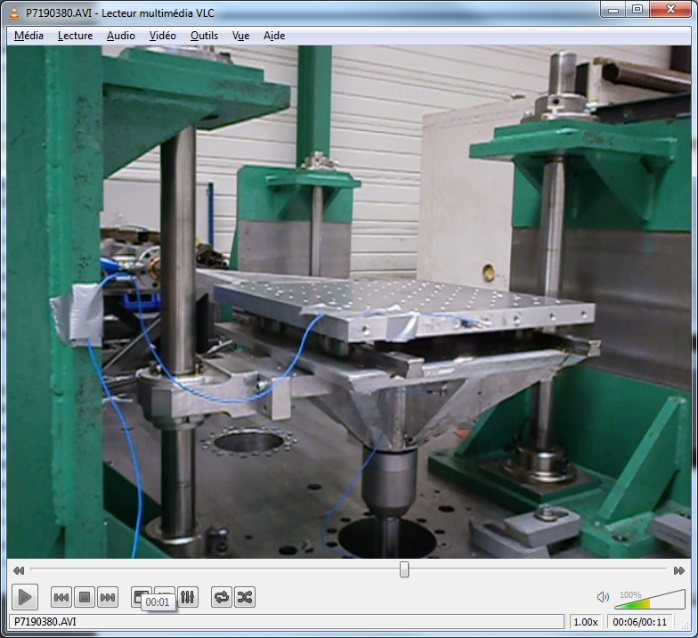 P7190380.AVI - Lecteur multimédia VLC
Média Lecture Audio Vidéo Outils Vue Aide
00:01
100%
P7190380.AVI 1.00x 00:06/00:11